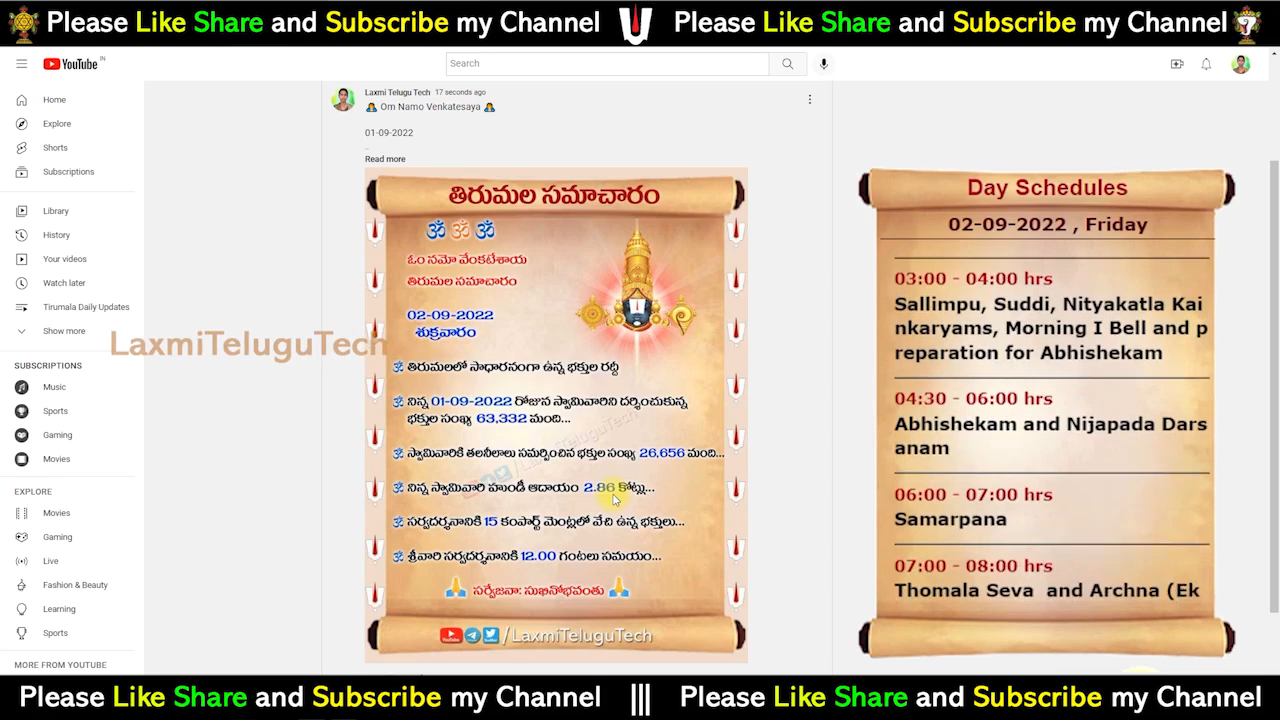 Please Like Share and Subscribe my Channel
Please Like Share and Subscribe my Channel
YouTube IN
Search
Home
Explore
Shorts
Subscriptions
Library
History
Your videos
Watch later
Tirumala Daily Updates
Show more
SUBSCRIPTIONS
Music
Sports
Gaming
Movies
EXPLORE
Movies
Gaming
Live
Fashion & Beauty
Learning
Sports
MORE FROM YOUTUBE
LaxmiTeluguTech
Laxmi Telugu Tech 17 seconds ago
Om Namo Venkatesaya
01-09-2022
..
Read more
తిరుమల సమాచారం
ॐ ॐ ॐ
ఓం నమో వేంకటేశాయ
తిరుమల సమాచారం
02-09-2022
శుక్రవారం
ॐ తిరుమలలో సాధారనంగా ఉన్న భక్తుల రద్దీ
ॐ నిన్న 01-09-2022 రోజున స్వామివారిని దర్శించుకున్న
భక్తుల సంఖ్య 63,332 మంది...
ॐ స్వామివారికి తలనీలాలు సమర్పించిన భక్తుల సంఖ్య 26,656 మంది...
ॐ నిన్న స్వామివారి హుండీ ఆదాయం 2.86 కోట్లు...
ॐ సర్వదర్శనానికి 15 కంపార్ట్ మెంట్లలో వేచి ఉన్న భక్తులు...
ॐ శ్రీవారి సర్వదర్శనానికి 12.00 గంటలు సమయం...
సర్వేజనా: సుఖినోభవంతు
/LaxmiTeluguTech
Day Schedules
02-09-2022 , Friday
03:00 - 04:00 hrs
Sallimpu, Suddi, Nityakatla Kai
nkaryams, Morning I Bell and p
reparation for Abhishekam
04:30 - 06:00 hrs
Abhishekam and Nijapada Dars
anam
06:00 - 07:00 hrs
Samarpana
07:00 - 08:00 hrs
Thomala Seva and Archna (Ek
Please Like Share and Subscribe my Channel
|||
Please Like Share and Subscribe my Channel